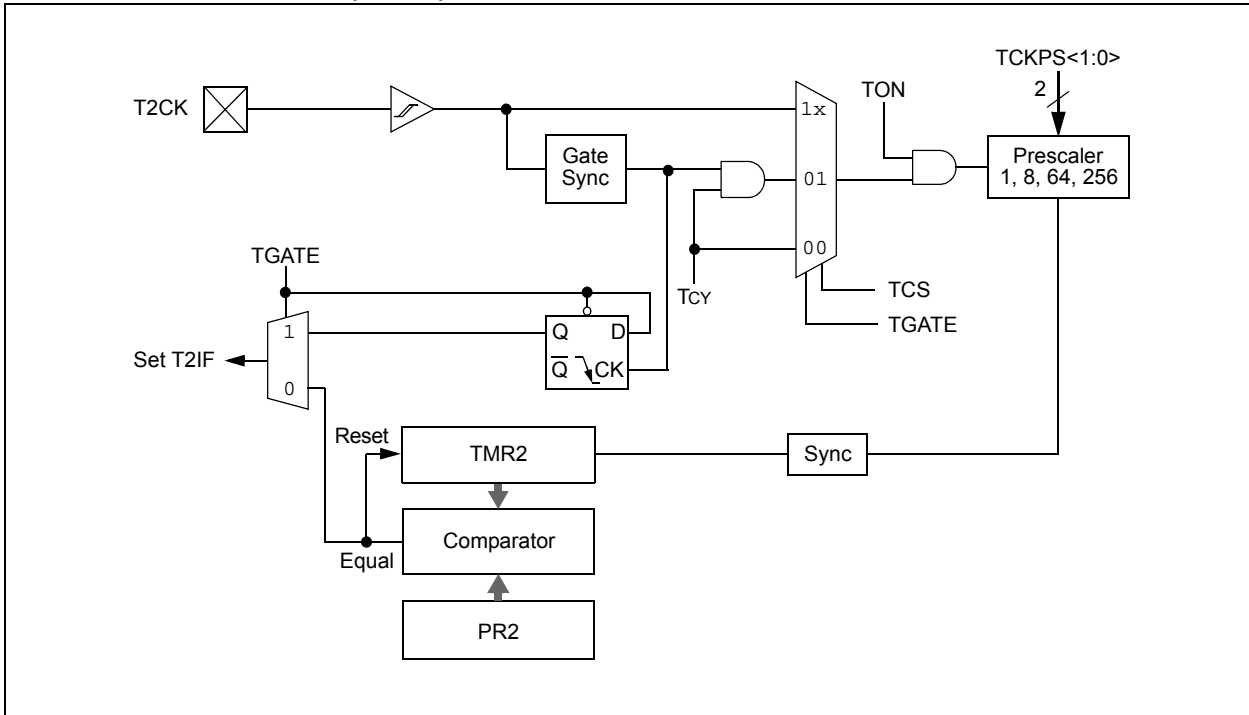 TCKPS<1:0>
2
T2CK
1x
TON
Gate
Sync
Prescaler
1, 8, 64, 256
01
TGATE
00
TCY
TCS
TGATE
1
Q
D
Set T2IF
Q
CK
0
Reset
TMR2
Sync
Comparator
Equal
PR2